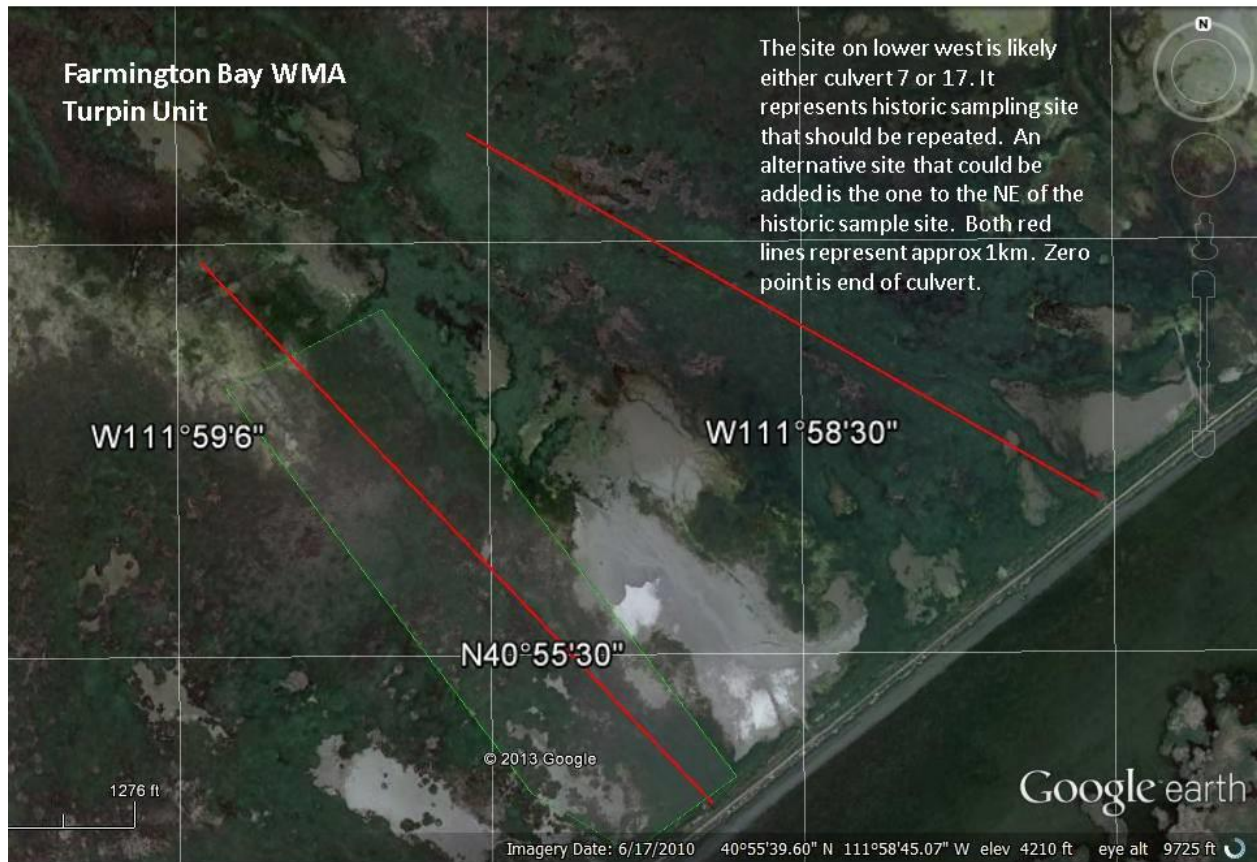 Farmington Bay WMA
Turpin Unit
The site on lower west is likely
either culvert 7 or 17. It
represents historic sampling site
that should be repeated. An
alternative site that could be
added is the one to the NE of the
historic sample site. Both red
lines represent approx 1km. Zero
point is end of culvert.
N
W111°59'6"
W111°58'30"
N40°55'30"
© 2013 Google
1276 ft
Google earth
Imagery Date: 6/17/2010 40°55'39.60" N 111°58'45.07" W elev 4210 ft eye alt 9725 ft